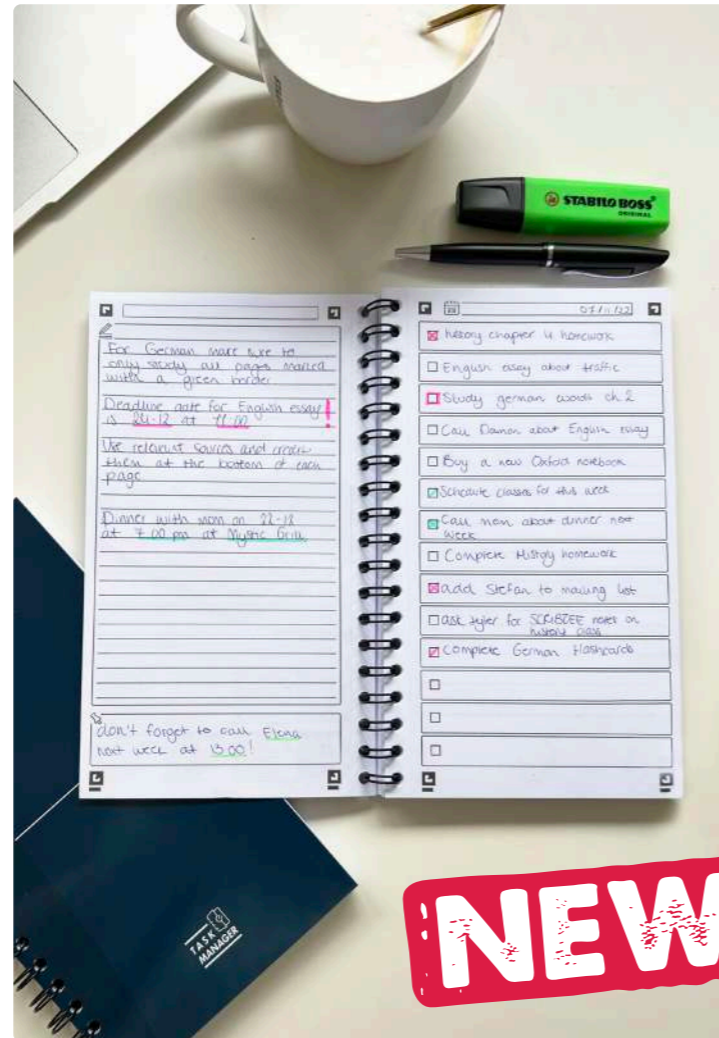 STABILO BOSS
ORIGINAL
For German make sure to
only study all pages marked
with a green border
Deadline date for English essay
is 24-12 at 11:00
Use relevant sources and credit
them at the bottom of each
page
Dinner with mom on 22-12
at 7.00 pm at Mystic Grill
don't forget to call Elena
next week at 13.00!
07/11/22
history chapter 4 homework
English essay about traffic
Study german words ch.2
Call Damon about English essay
Buy a new Oxford notebook
Schedule classes for this week
Call mom about dinner next
week
Complete History homework
add Stefan to mailing list
ask tyler for SCRIBZEE notes on
history class
Complete German flashcards
TASK
MANAGER
NEW